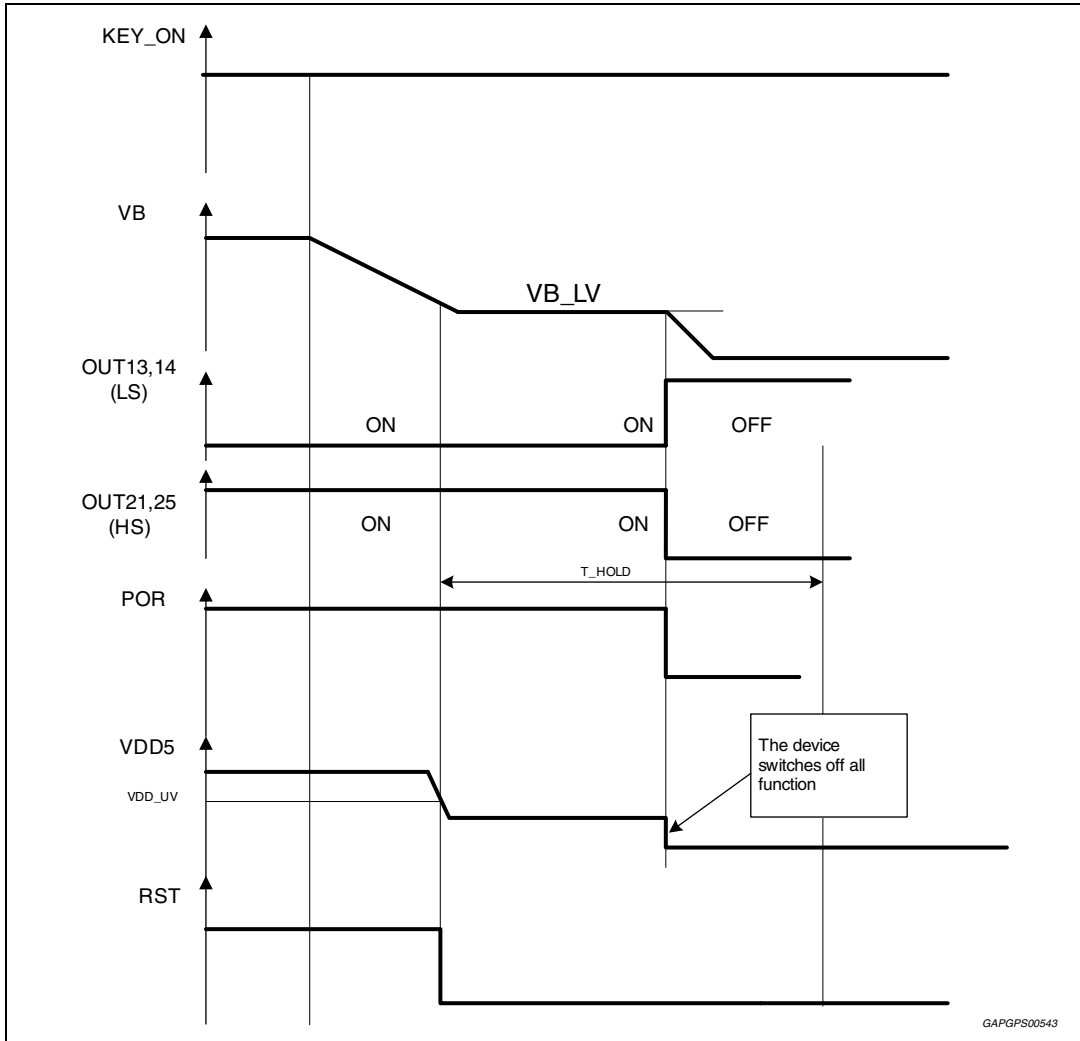 KEY_ON
VB
VB_LV
OUT13,14
(LS)
ON
ON
OFF
OUT21,25
(HS)
ON
ON
OFF
T_HOLD
POR
The device
switches off all
function
VDD5
VDD_UV
RST
GAPGPS00543